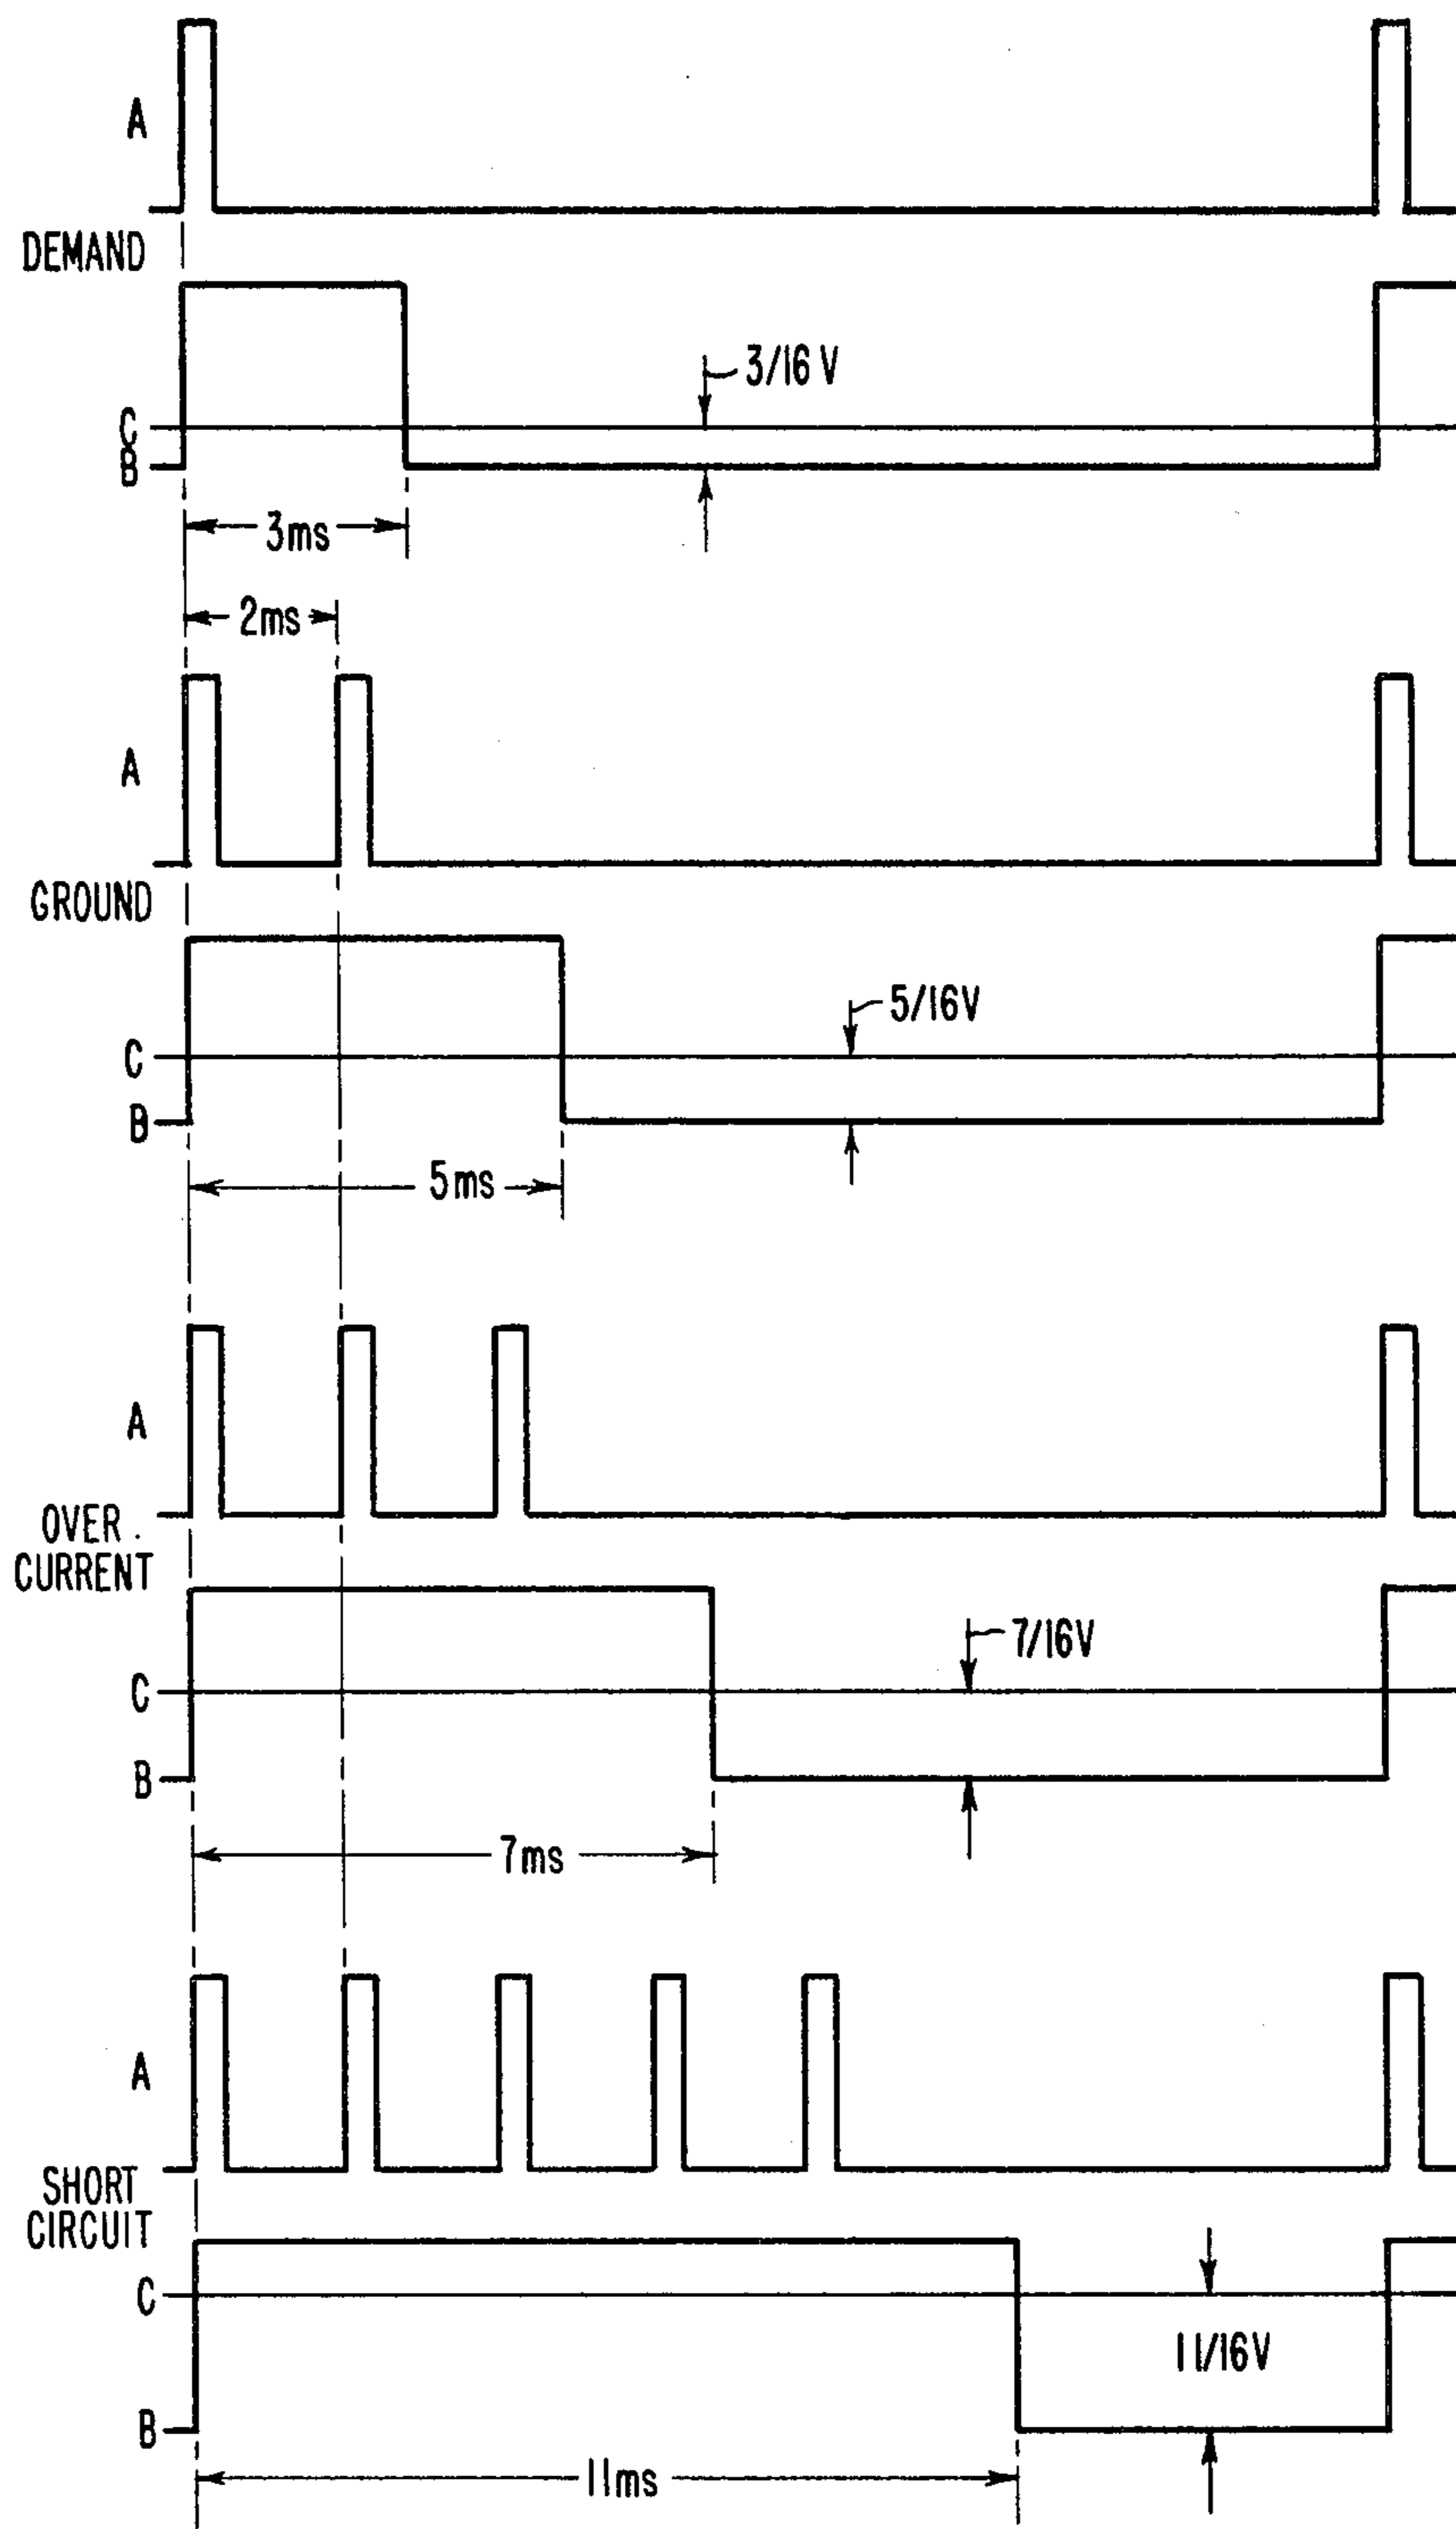 A
DEMAND
3/16 V
C
B
3ms
2ms
A
GROUND
5/16V
C
B
5ms
A
OVER
CURRENT
7/16V
C
B
7ms
A
SHORT
CIRCUIT
C
11/16V
B
11ms